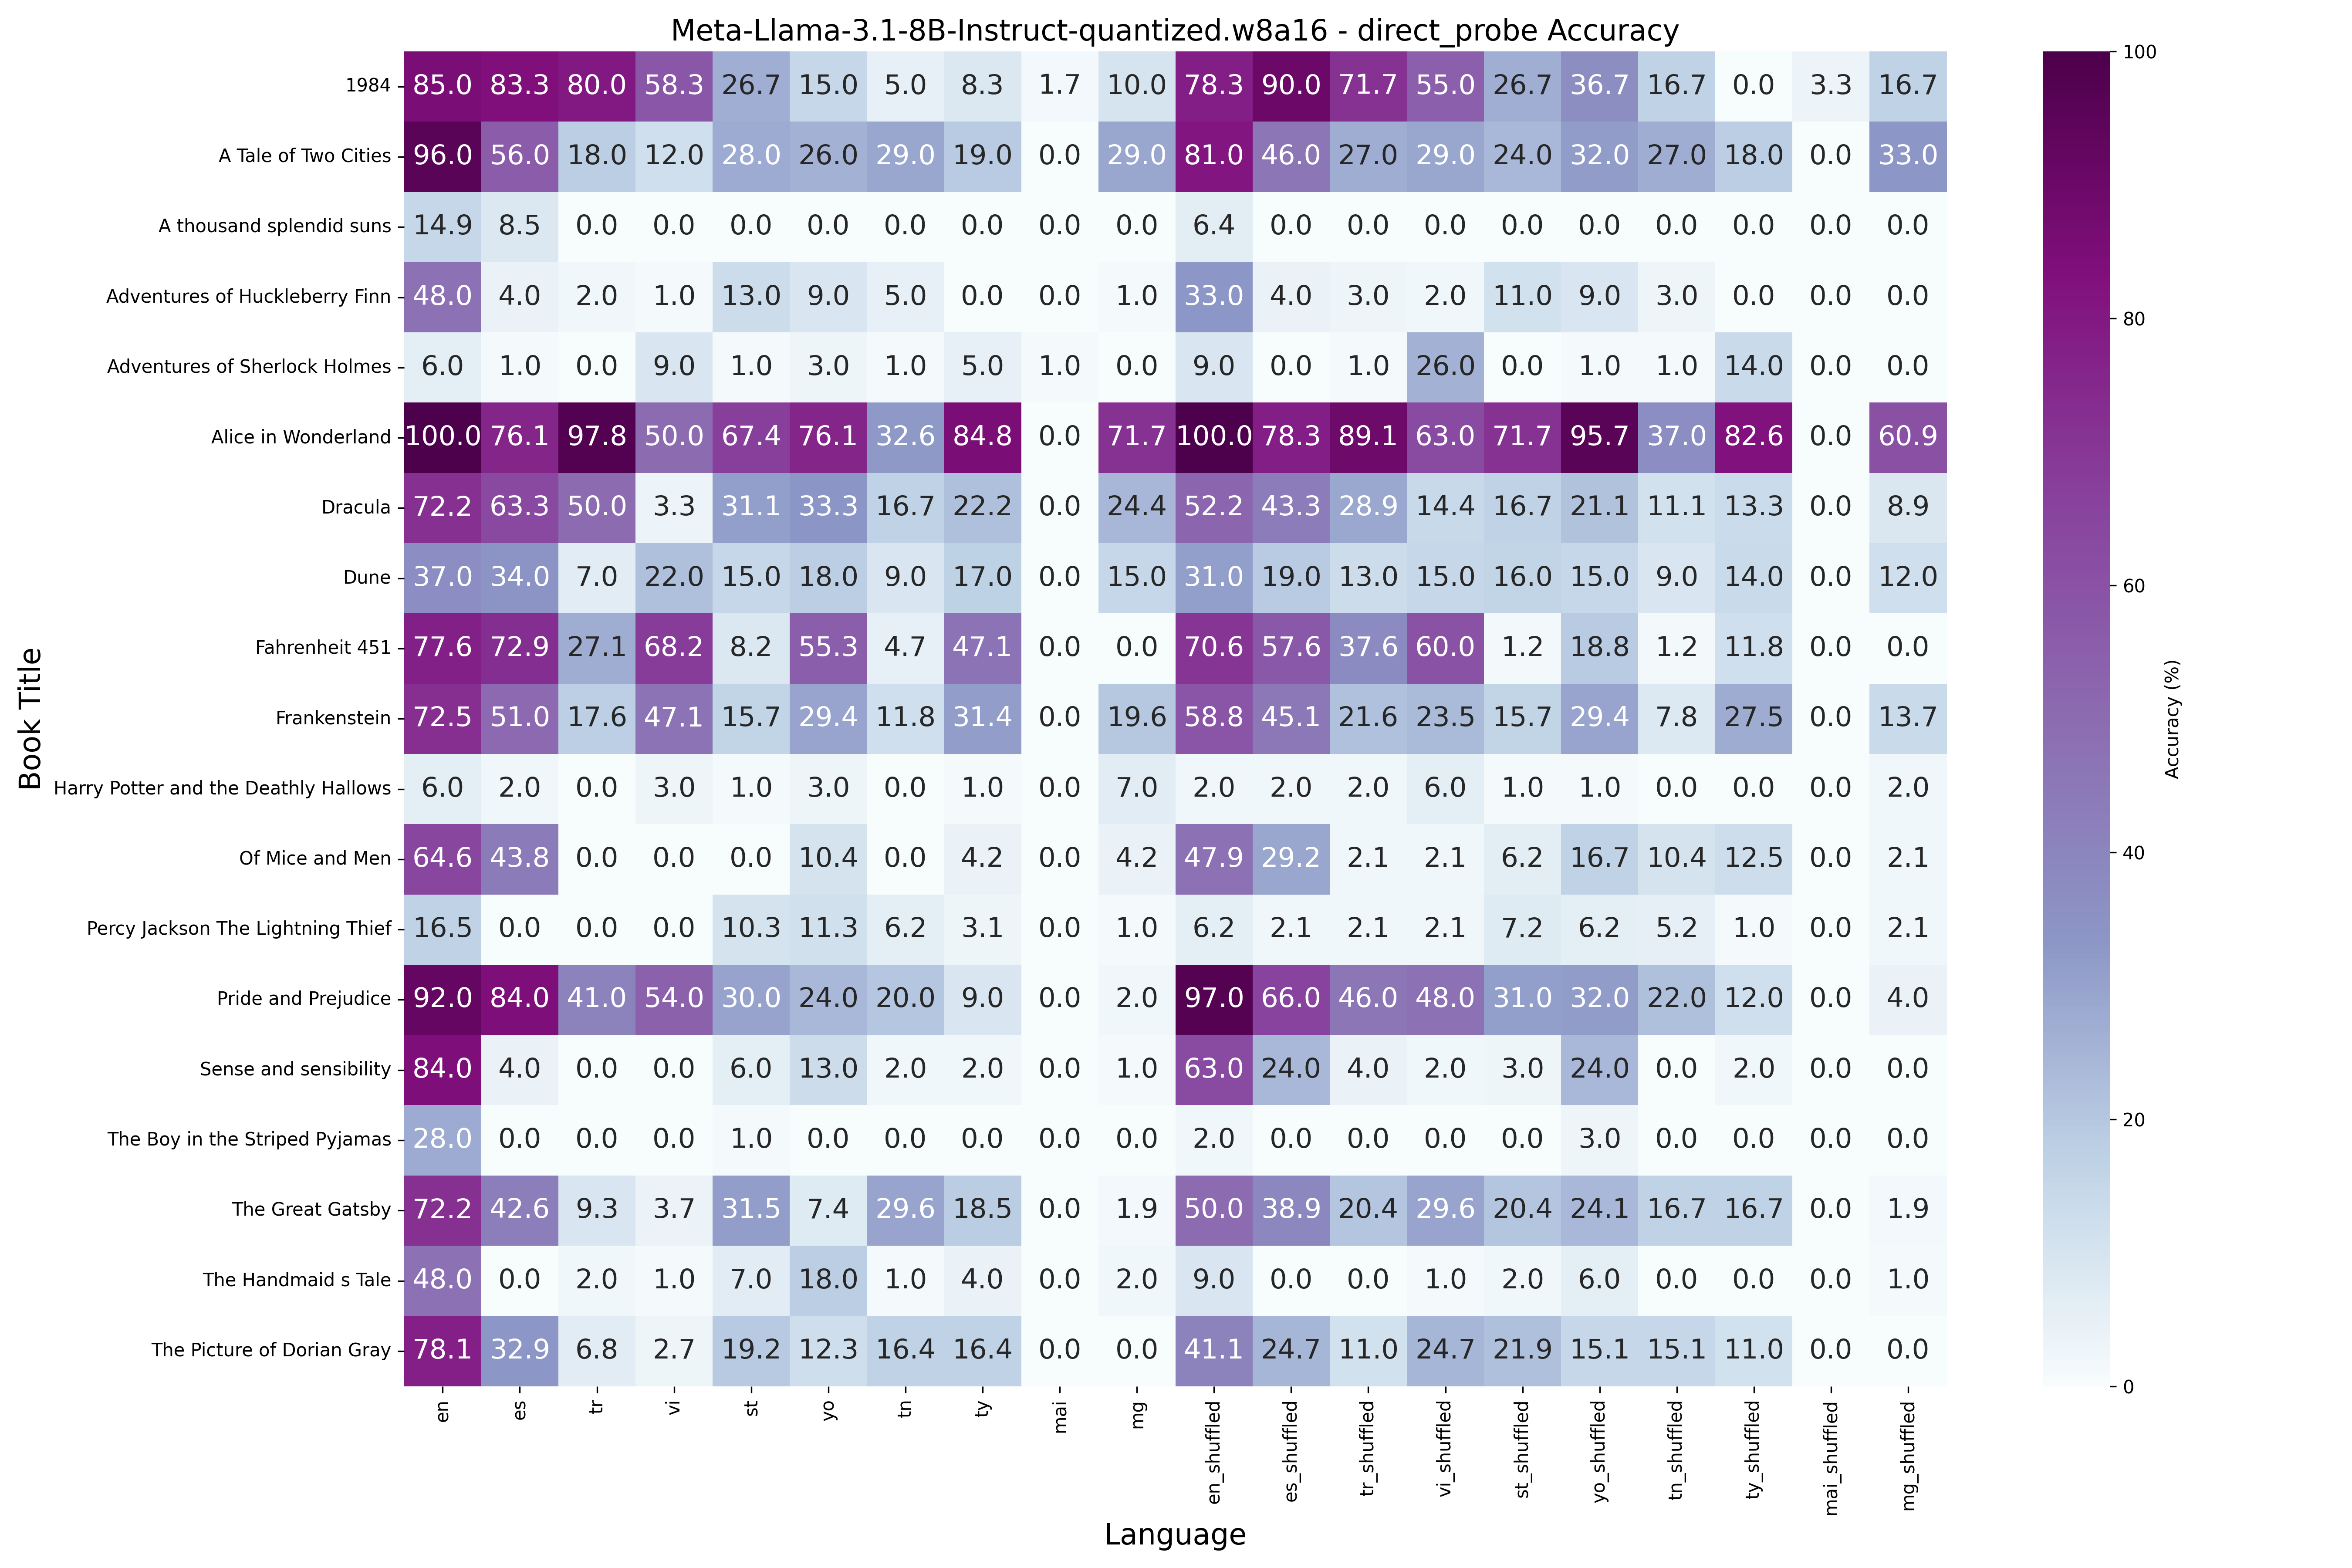 Meta-Llama-3.1-8B-Instruct-quantized.w8a16 - direct_probe Accuracy
1984 85.0 83.3 80.0 58.3 26.7 15.0 5.0 8.3 1.7 10.0 78.3 90.0 71.7 55.0 26.7 36.7 16.7 0.0 3.3 16.7
A Tale of Two Cities 96.0 56.0 18.0 12.0 28.0 26.0 29.0 19.0 0.0 29.0 81.0 46.0 27.0 29.0 24.0 32.0 27.0 18.0 0.0 33.0
A thousand splendid suns 14.9 8.5 0.0 0.0 0.0 0.0 0.0 0.0 0.0 0.0 6.4 0.0 0.0 0.0 0.0 0.0 0.0 0.0 0.0 0.0
Adventures of Huckleberry Finn 48.0 4.0 2.0 1.0 13.0 9.0 5.0 0.0 0.0 1.0 33.0 4.0 3.0 2.0 11.0 9.0 3.0 0.0 0.0 0.0
Adventures of Sherlock Holmes 6.0 1.0 0.0 9.0 1.0 3.0 1.0 5.0 1.0 0.0 9.0 0.0 1.0 26.0 0.0 1.0 1.0 14.0 0.0 0.0
Alice in Wonderland 100.0 76.1 97.8 50.0 67.4 76.1 32.6 84.8 0.0 71.7 100.0 78.3 89.1 63.0 71.7 95.7 37.0 82.6 0.0 60.9
Dracula 72.2 63.3 50.0 3.3 31.1 33.3 16.7 22.2 0.0 24.4 52.2 43.3 28.9 14.4 16.7 21.1 11.1 13.3 0.0 8.9
Dune 37.0 34.0 7.0 22.0 15.0 18.0 9.0 17.0 0.0 15.0 31.0 19.0 13.0 15.0 16.0 15.0 9.0 14.0 0.0 12.0
Fahrenheit 451 77.6 72.9 27.1 68.2 8.2 55.3 4.7 47.1 0.0 0.0 70.6 57.6 37.6 60.0 1.2 18.8 1.2 11.8 0.0 0.0
Frankenstein 72.5 51.0 17.6 47.1 15.7 29.4 11.8 31.4 0.0 19.6 58.8 45.1 21.6 23.5 15.7 29.4 7.8 27.5 0.0 13.7
Harry Potter and the Deathly Hallows 6.0 2.0 0.0 3.0 1.0 3.0 0.0 1.0 0.0 7.0 2.0 2.0 2.0 6.0 1.0 1.0 0.0 0.0 0.0 2.0
Of Mice and Men 64.6 43.8 0.0 0.0 0.0 10.4 0.0 4.2 0.0 4.2 47.9 29.2 2.1 2.1 6.2 16.7 10.4 12.5 0.0 2.1
Percy Jackson The Lightning Thief 16.5 0.0 0.0 0.0 10.3 11.3 6.2 3.1 0.0 1.0 6.2 2.1 2.1 2.1 7.2 6.2 5.2 1.0 0.0 2.1
Pride and Prejudice 92.0 84.0 41.0 54.0 30.0 24.0 20.0 9.0 0.0 2.0 97.0 66.0 46.0 48.0 31.0 32.0 22.0 12.0 0.0 4.0
Sense and sensibility 84.0 4.0 0.0 0.0 6.0 13.0 2.0 2.0 0.0 1.0 63.0 24.0 4.0 2.0 3.0 24.0 0.0 2.0 0.0 0.0
The Boy in the Striped Pyjamas 28.0 0.0 0.0 0.0 1.0 0.0 0.0 0.0 0.0 0.0 2.0 0.0 0.0 0.0 0.0 3.0 0.0 0.0 0.0 0.0
The Great Gatsby 72.2 42.6 9.3 3.7 31.5 7.4 29.6 18.5 0.0 1.9 50.0 38.9 20.4 29.6 20.4 24.1 16.7 16.7 0.0 1.9
The Handmaid s Tale 48.0 0.0 2.0 1.0 7.0 18.0 1.0 4.0 0.0 2.0 9.0 0.0 0.0 1.0 2.0 6.0 0.0 0.0 0.0 1.0
The Picture of Dorian Gray 78.1 32.9 6.8 2.7 19.2 12.3 16.4 16.4 0.0 0.0 41.1 24.7 11.0 24.7 21.9 15.1 15.1 11.0 0.0 0.0
en es tr vi st yo tn ty mai mg en_shuffled es_shuffled tr_shuffled vi_shuffled st_shuffled yo_shuffled tn_shuffled ty_shuffled mai_shuffled mg_shuffled
Language
Book Title
100
80
60
40
20
0
Accuracy (%)